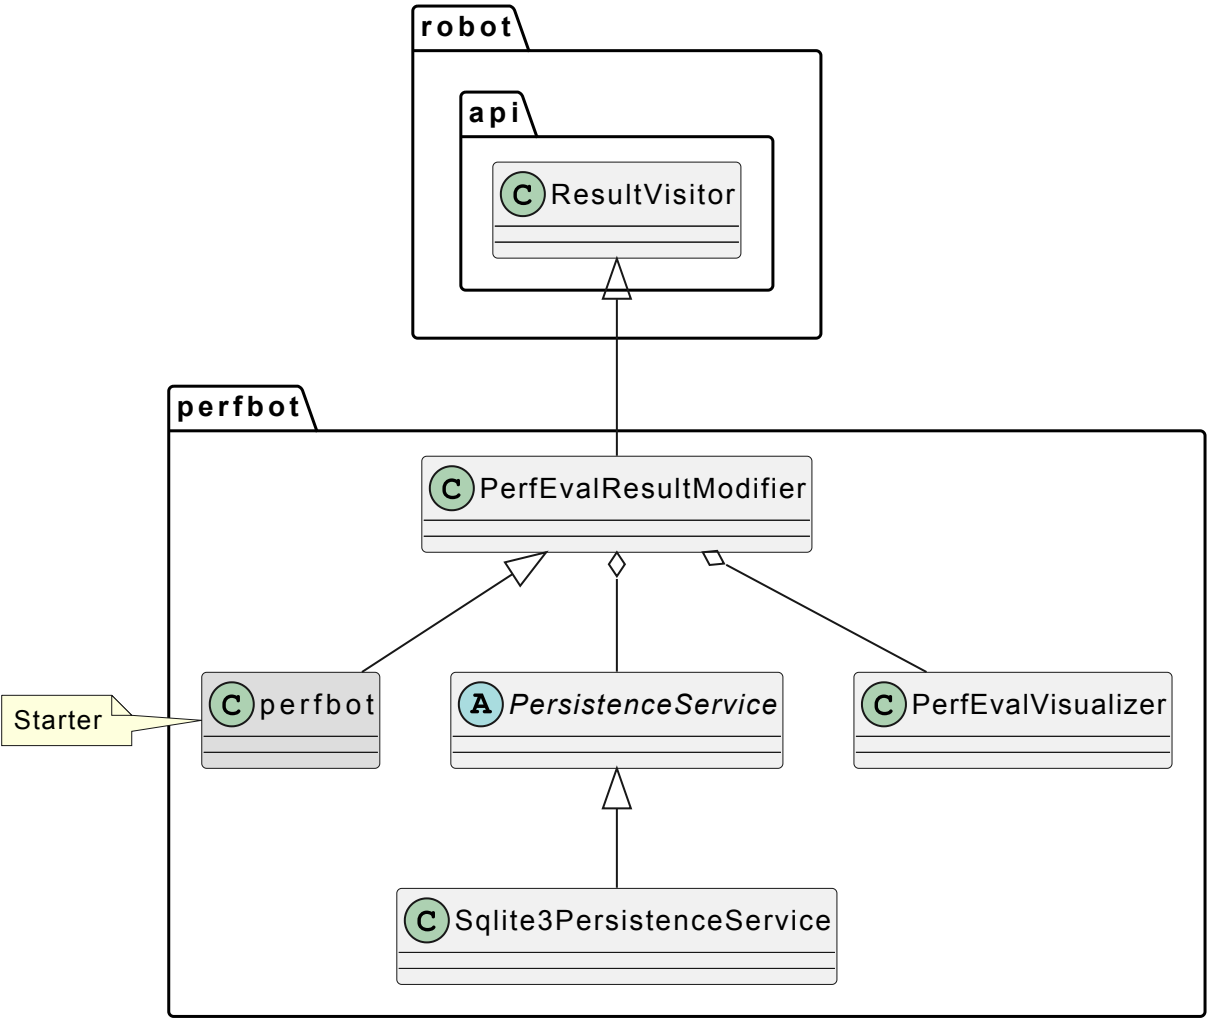 robot
api
C ResultVisitor
perfbot
C PerfEvalResultModifier
Starter
C perfbot
A PersistenceService
C PerfEvalVisualizer
C Sqlite3PersistenceService